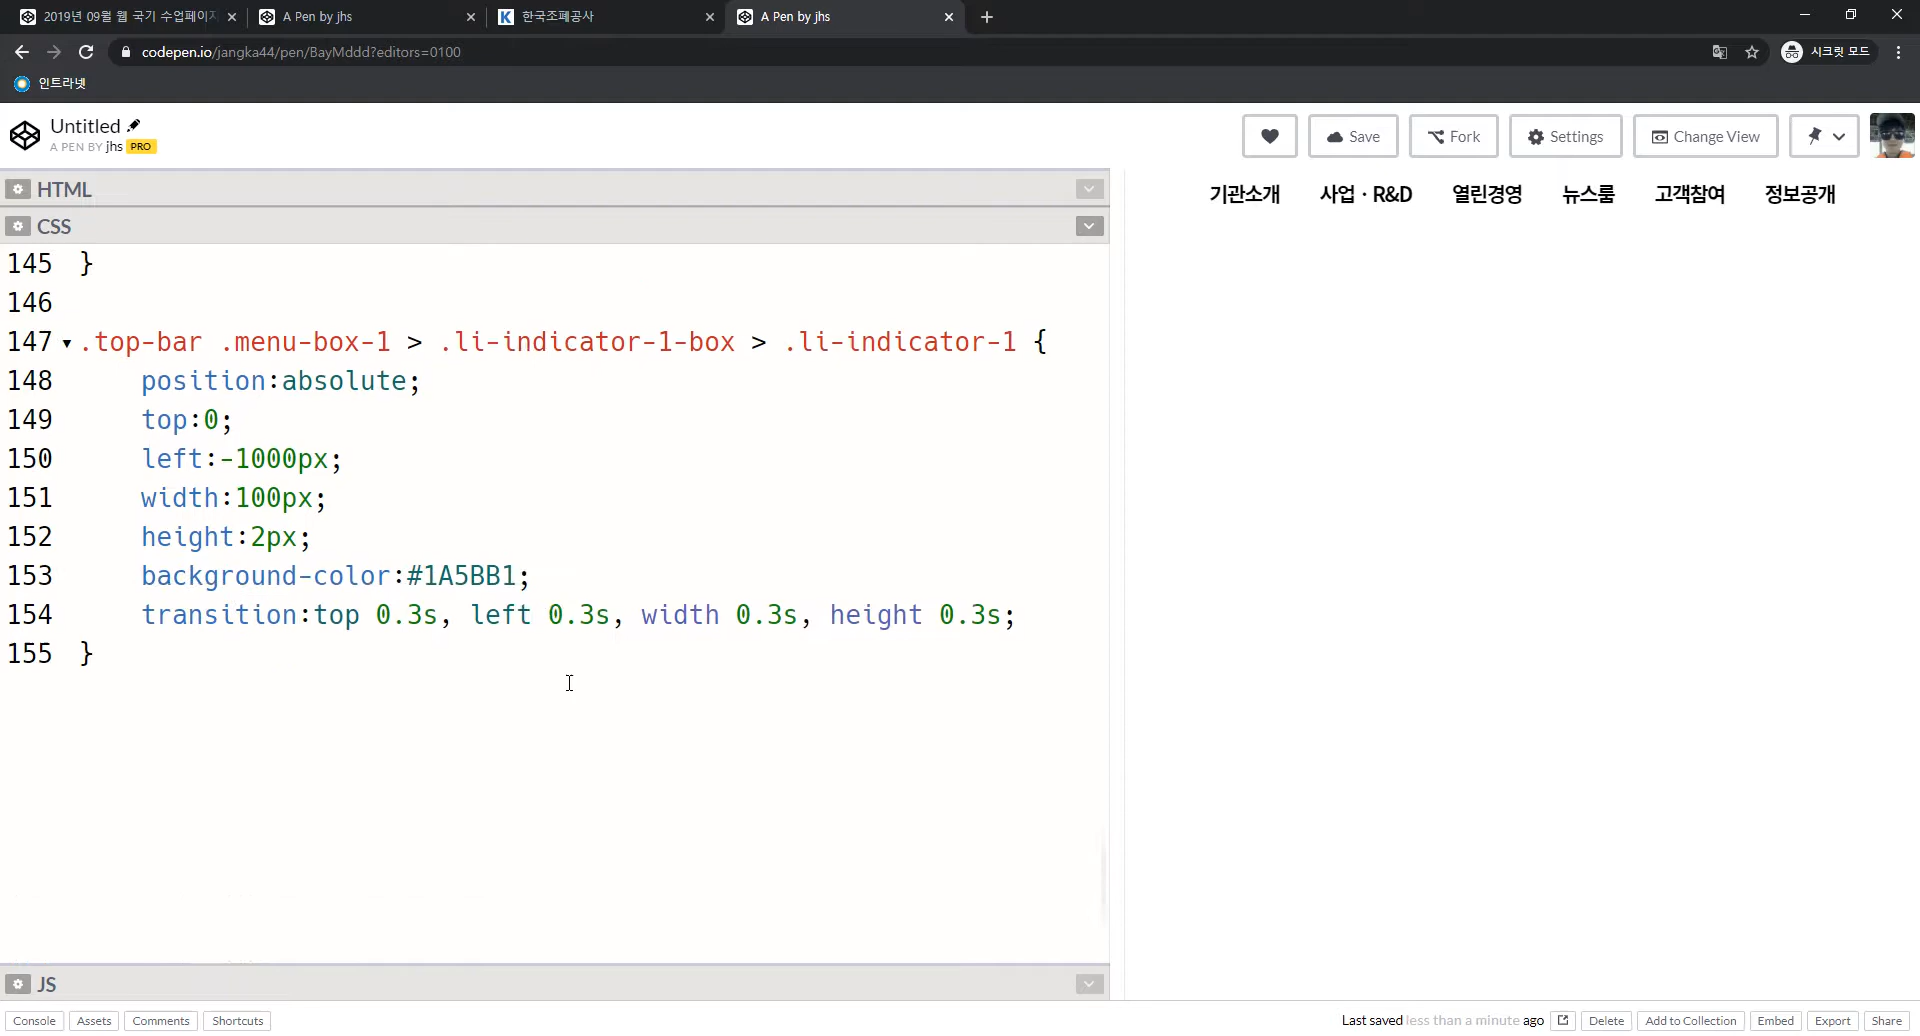 2019년 09월 웹 국기 수업페이지
A Pen by jhs
한국조폐공사
A Pen by jhs
codepen.io/jangka44/pen/BayMddd?editors=0100
시크릿 모드
인트라넷
Untitled
A PEN BY jhs PRO
Save
Fork
Settings
Change View
HTML
기관소개 사업 · R&D 열린경영 뉴스룸 고객참여 정보공개
CSS
145 }
146
147 .top-bar .menu-box-1 > .li-indicator-1-box > .li-indicator-1 {
148 position:absolute;
149 top:0;
150 left:-1000px;
151 width:100px;
152 height:2px;
153 background-color:#1A5BB1;
154 transition:top 0.3s, left 0.3s, width 0.3s, height 0.3s;
155 }
JS
Console Assets Comments Shortcuts
Last saved less than a minute ago
Delete Add to Collection Embed Export Share